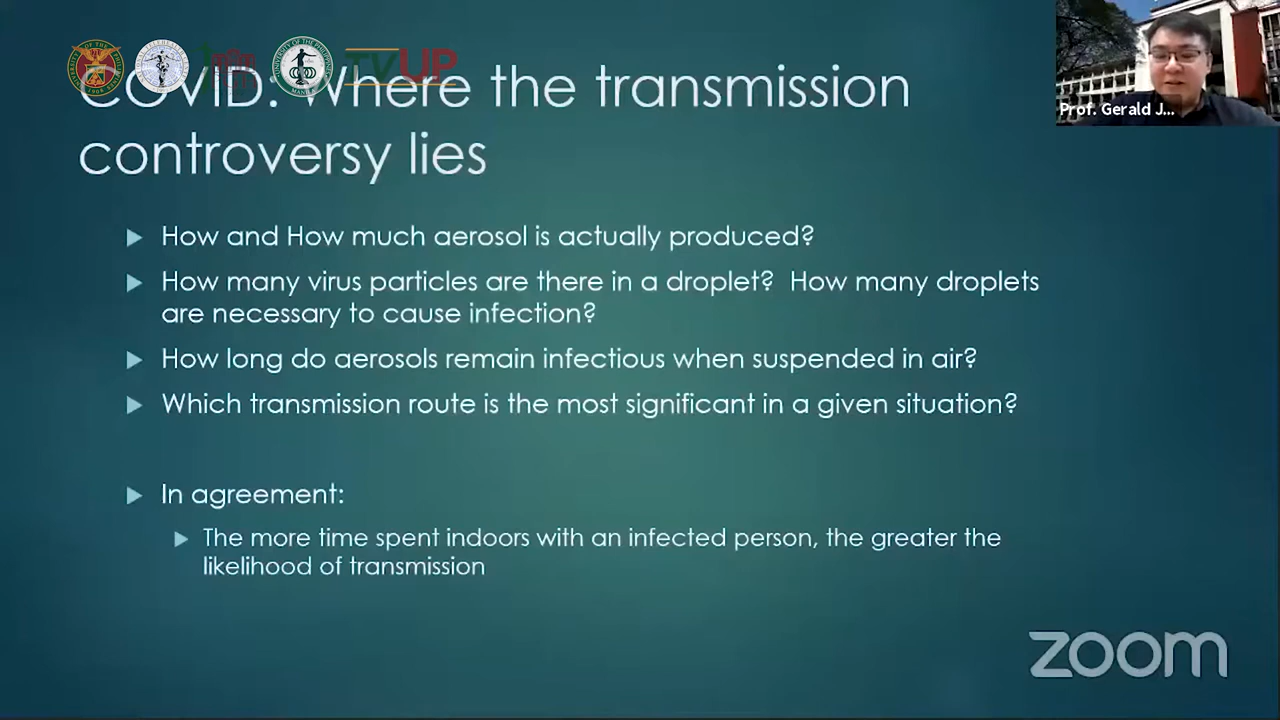 TVUP
COVID: Where the transmission
controversy lies
Prof. Gerald J...
How and How much aerosol is actually produced?
How many virus particles are there in a droplet? How many droplets
are necessary to cause infection?
How long do aerosols remain infectious when suspended in air?
Which transmission route is the most significant in a given situation?
In agreement:
The more time spent indoors with an infected person, the greater the
likelihood of transmission
zoom